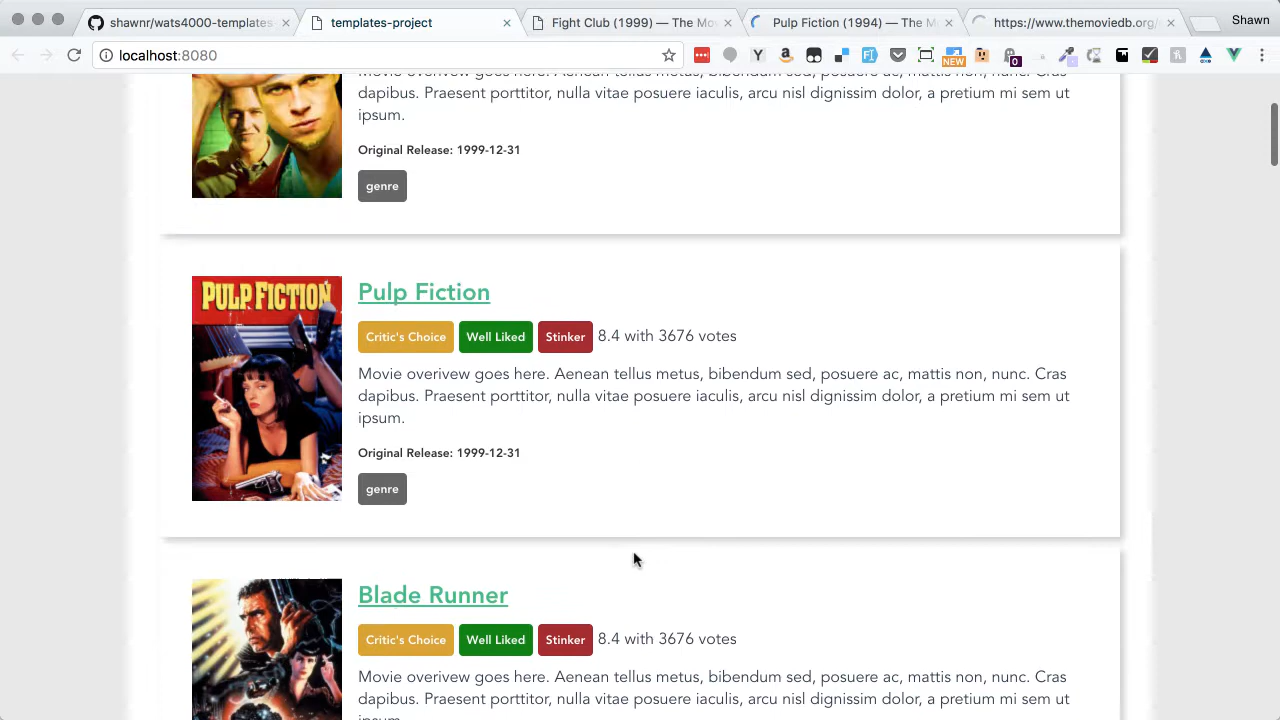 shawnr/wats4000-templates-
templates-project
Fight Club (1999) — The Mov
Pulp Fiction (1994) — The M
https://www.themoviedb.org/
Shawn
localhost:8080
NEW
0
Movie overivew goes here. Aenean tellus metus, bibendum sed, posuere ac, mattis non, nunc. Cras
dapibus. Praesent porttitor, nulla vitae posuere iaculis, arcu nisl dignissim dolor, a pretium mi sem ut
ipsum.
Original Release: 1999-12-31
genre
PULP FICTION
Pulp Fiction
Critic's Choice Well Liked Stinker 8.4 with 3676 votes
Movie overivew goes here. Aenean tellus metus, bibendum sed, posuere ac, mattis non, nunc. Cras
dapibus. Praesent porttitor, nulla vitae posuere iaculis, arcu nisl dignissim dolor, a pretium mi sem ut
ipsum.
Original Release: 1999-12-31
genre
Blade Runner
Critic's Choice Well Liked Stinker 8.4 with 3676 votes
Movie overivew goes here. Aenean tellus metus, bibendum sed, posuere ac, mattis non, nunc. Cras
dapibus. Praesent porttitor, nulla vitae posuere iaculis, arcu nisl dignissim dolor, a pretium mi sem ut
ipsum.